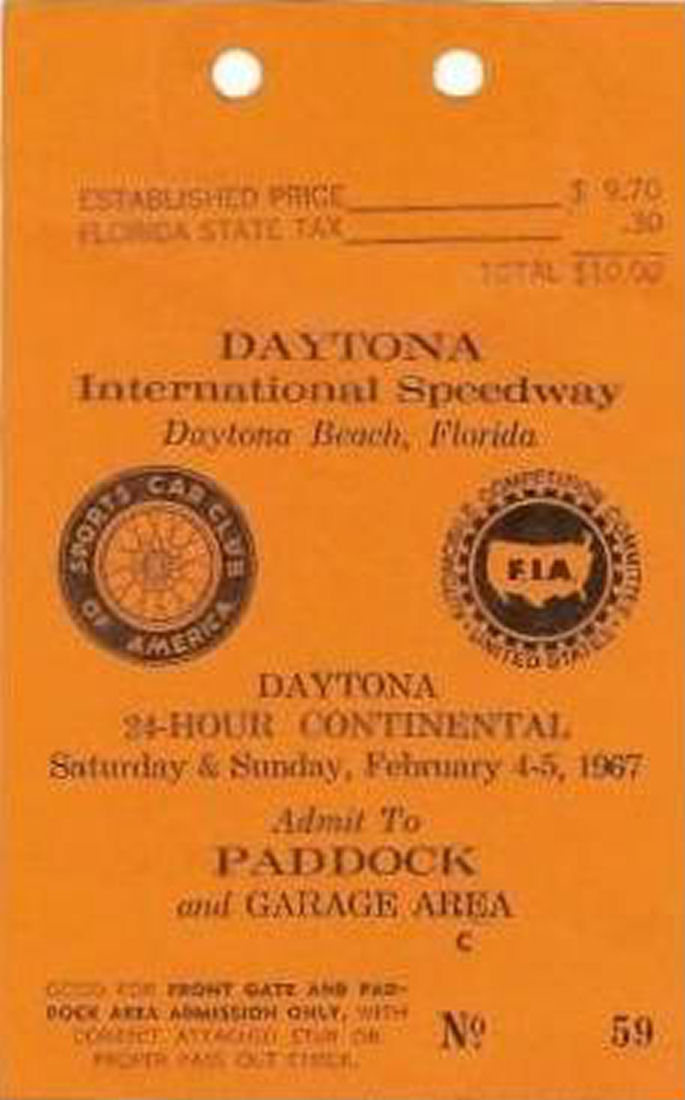 ESTABLISHED PRICE $ 9.70
FLORIDA STATE TAX .30
TOTAL $10.00
DAYTONA
International Speedway
Daytona Beach, Florida
SPORTS CAR CLUB OF AMERICA
AUTOMOBILE COMPETITION COMMITTEE UNITED STATES
F.I.A.
DAYTONA
24-HOUR CONTINENTAL
Saturday & Sunday, February 4-5, 1967
Admit To
PADDOCK
and GARAGE AREA
C
GOOD FOR FRONT GATE AND PAD-
DOCK AREA ADMISSION ONLY, WITH
CORRECT ATTACHED STUB OR
PROPER PASS OUT CHECK.
Nº 59